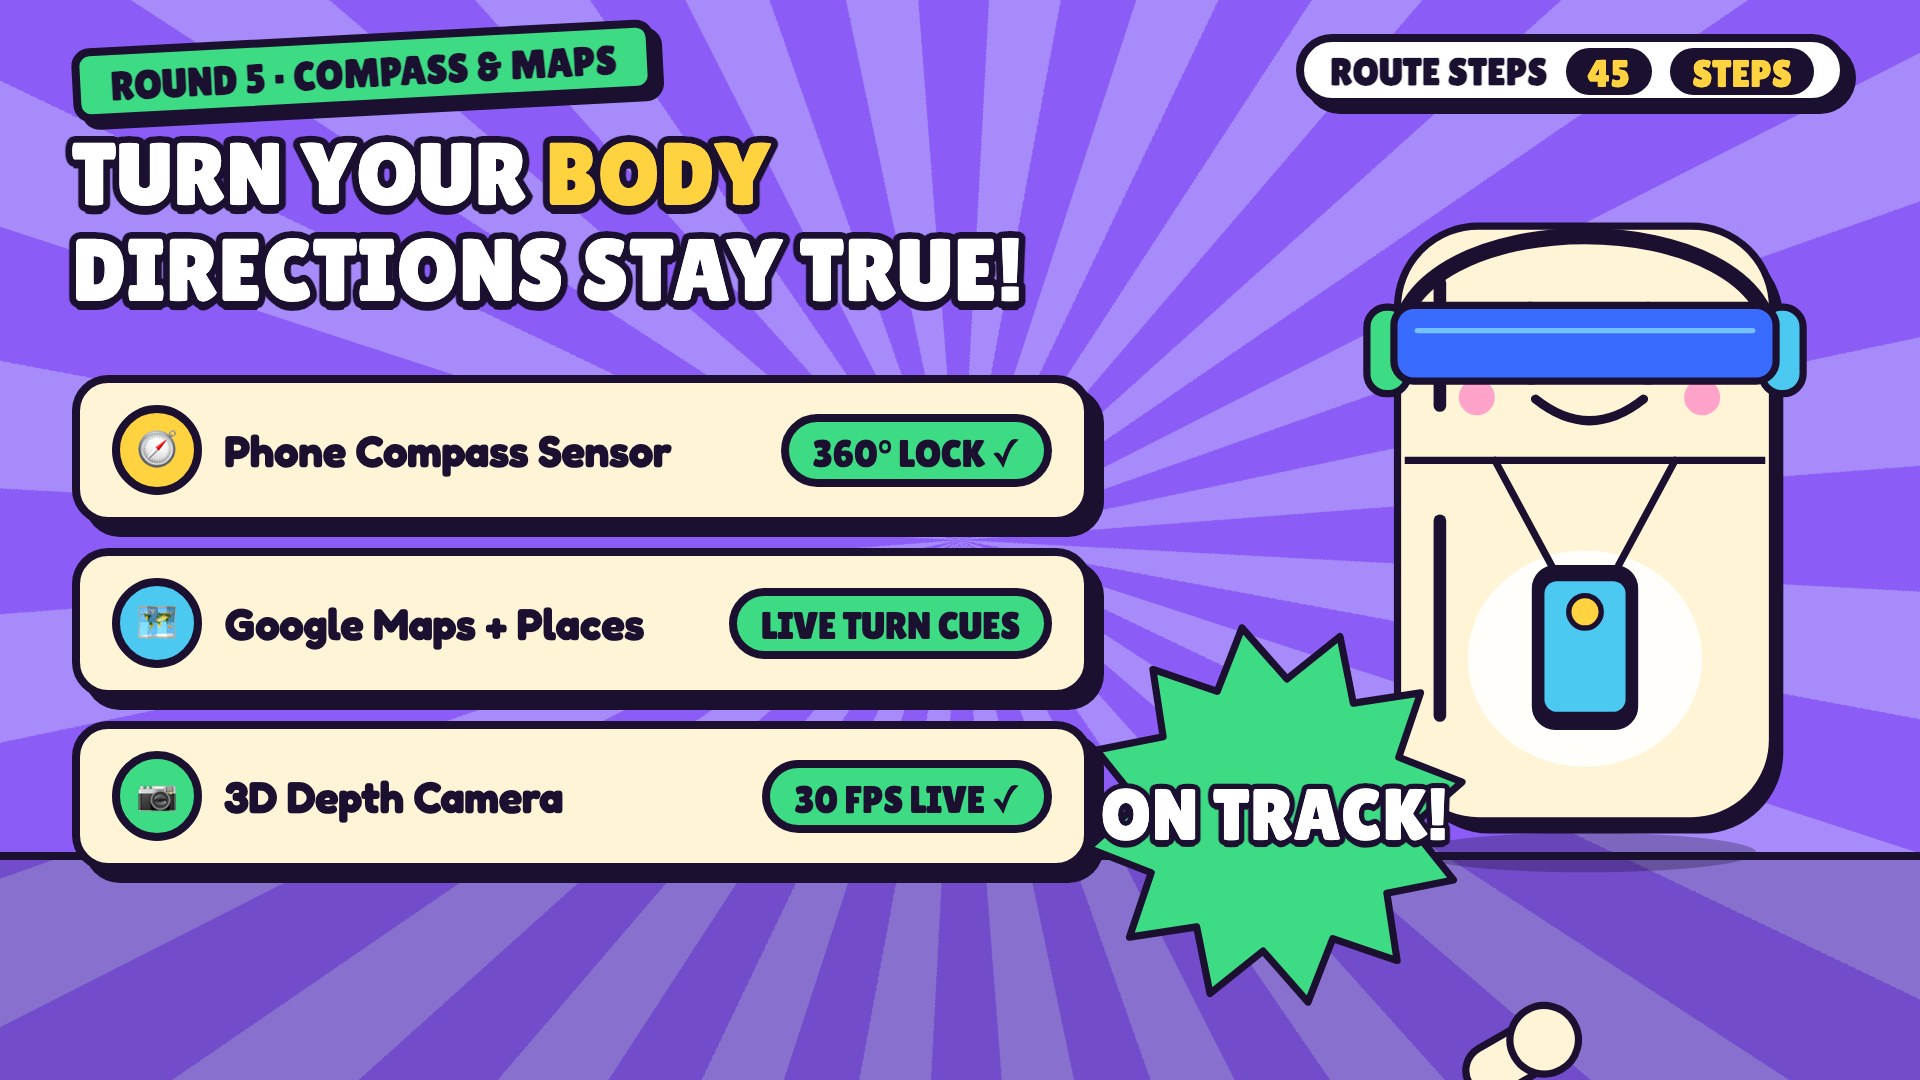 ROUND 5 · COMPASS & MAPS
ROUTE STEPS 45 STEPS
TURN YOUR BODY
DIRECTIONS STAY TRUE!
Phone Compass Sensor
360° LOCK ✓
Google Maps + Places
LIVE TURN CUES
3D Depth Camera
30 FPS LIVE ✓
ON TRACK!